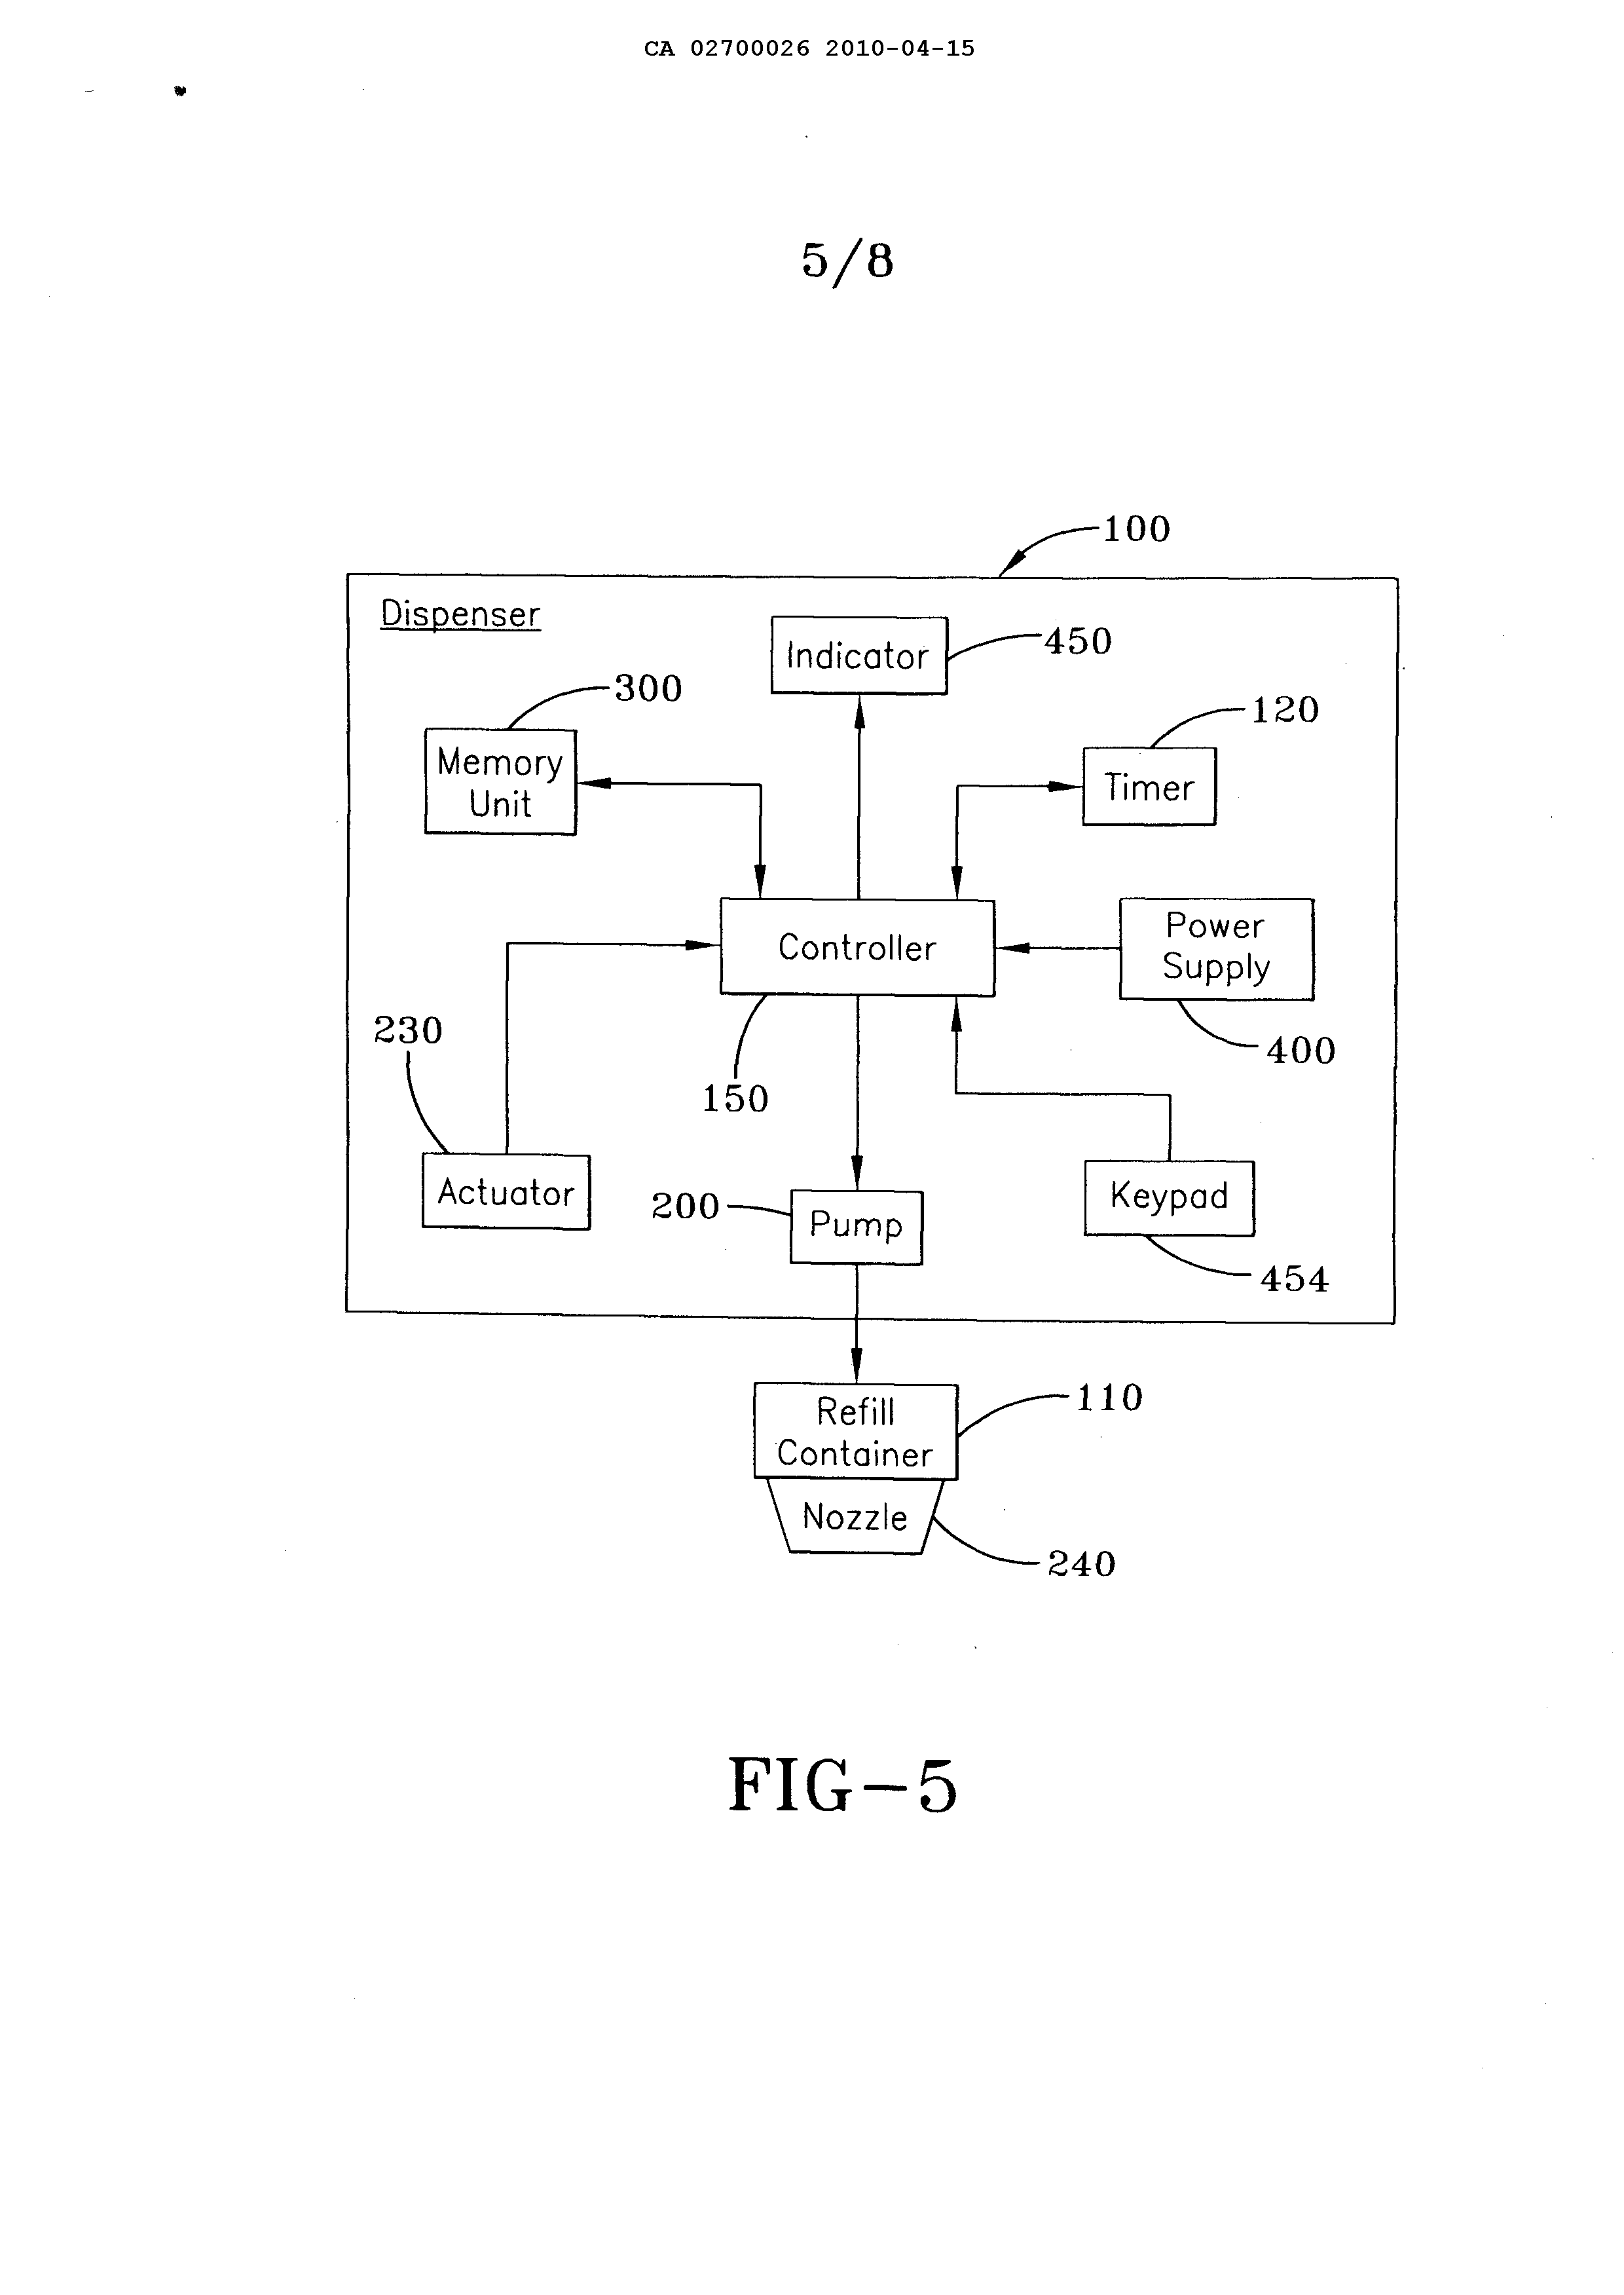 CA 02700026 2010-04-15
5/8
100
Dispenser
Indicator
450
300
120
Memory
Unit
Timer
Controller
Power
Supply
230
400
150
Actuator
200
Pump
Keypad
454
Refill
Container
110
Nozzle
240
FIG-5